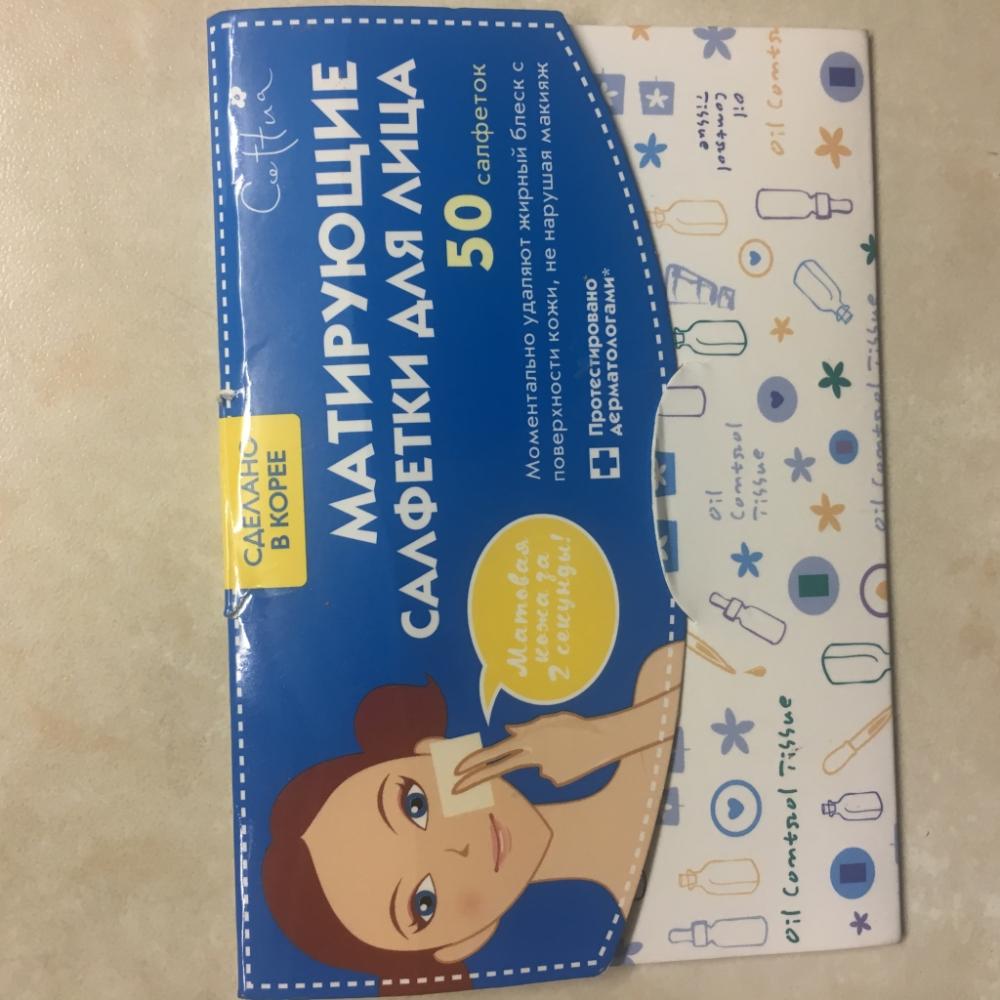 Cettua
СДЕЛАНО
В КОРЕЕ
МАТИРУЮЩИЕ
САЛФЕТКИ ДЛЯ ЛИЦА
50 салфеток
Моментально удаляют жирный блеск с
поверхности кожи, не нарушая макияж
Протестировано
дерматологами*
Матовая
кожа за
2 секунды!
Oil
Control
Tissue
Oil
Control
Tissue
Oil Control Tissue
Oil Control Tissue